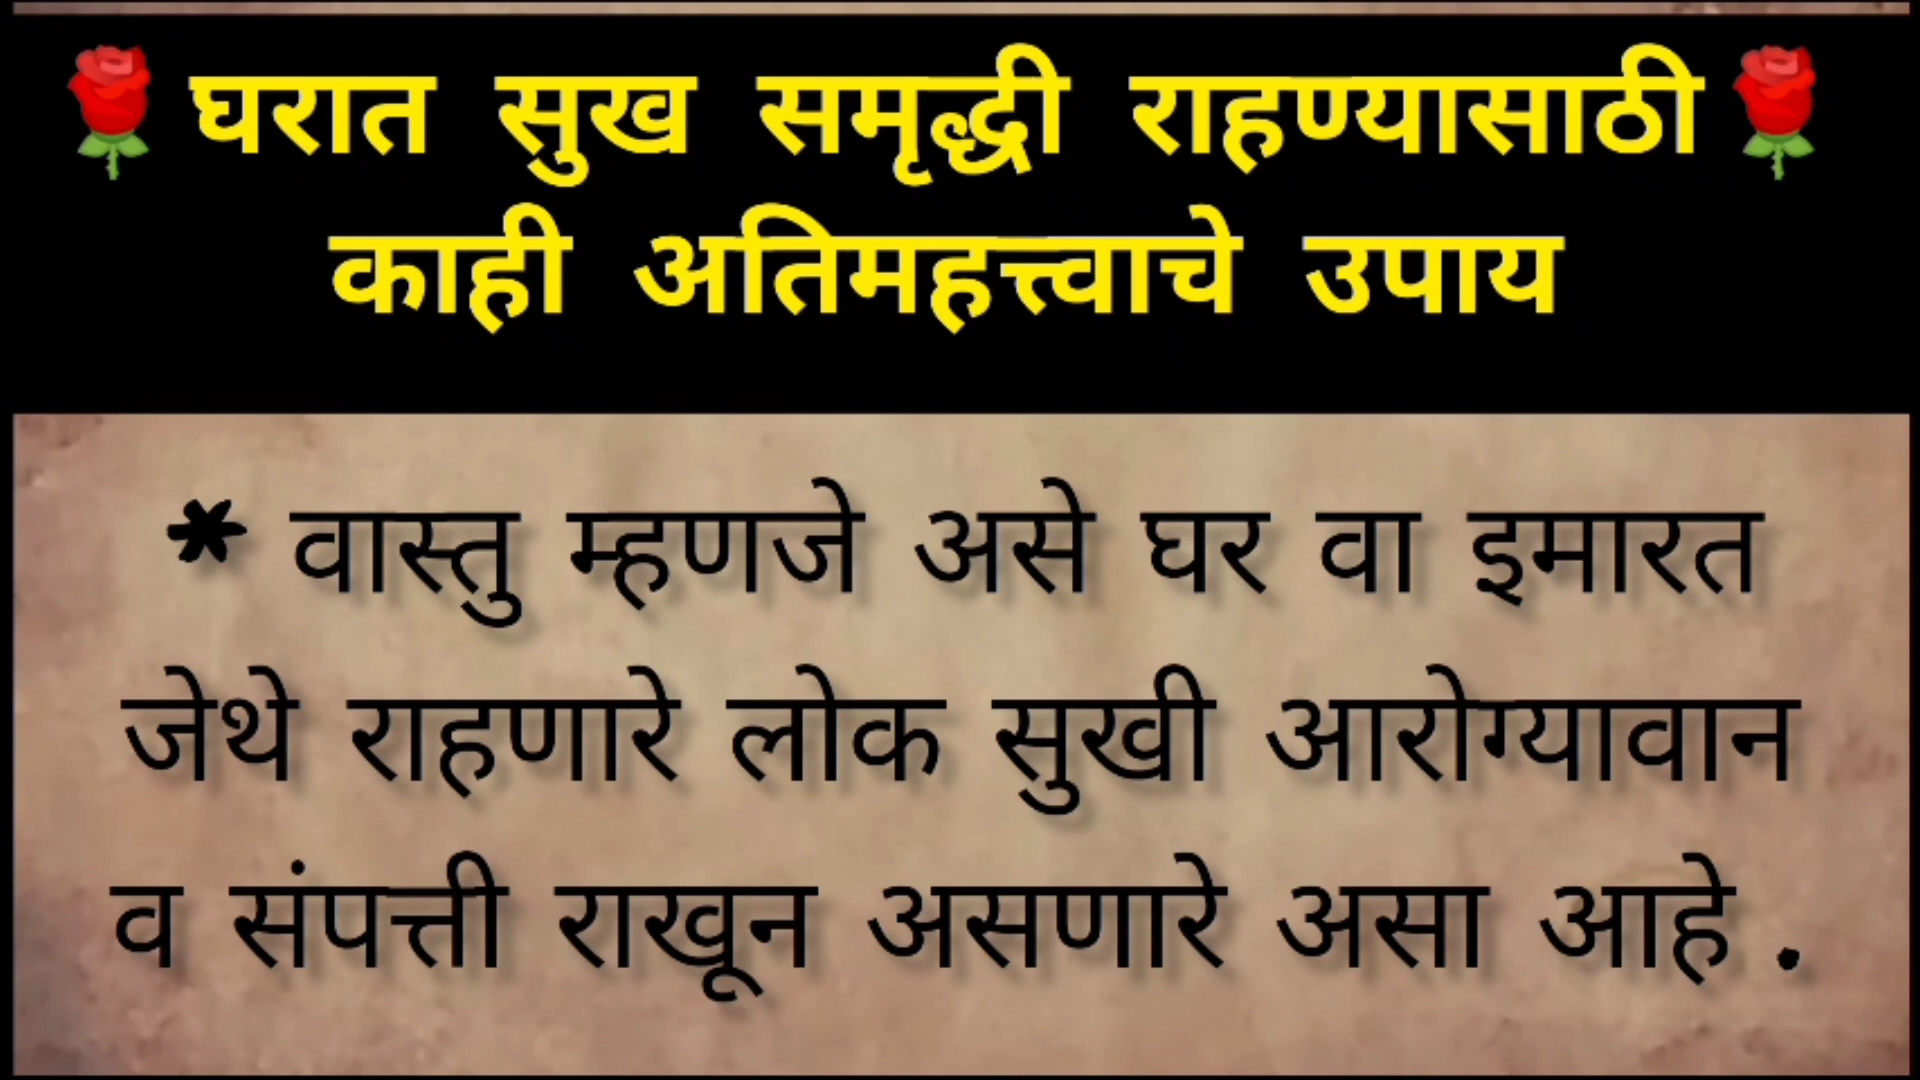 🌹घरात सुख समृद्धी राहण्यासाठी🌹
काही अतिमहत्त्वाचे उपाय
* वास्तु म्हणजे असे घर वा इमारत
जेथे राहणारे लोक सुखी आरोग्यावान
व संपत्ती राखून असणारे असा आहे .